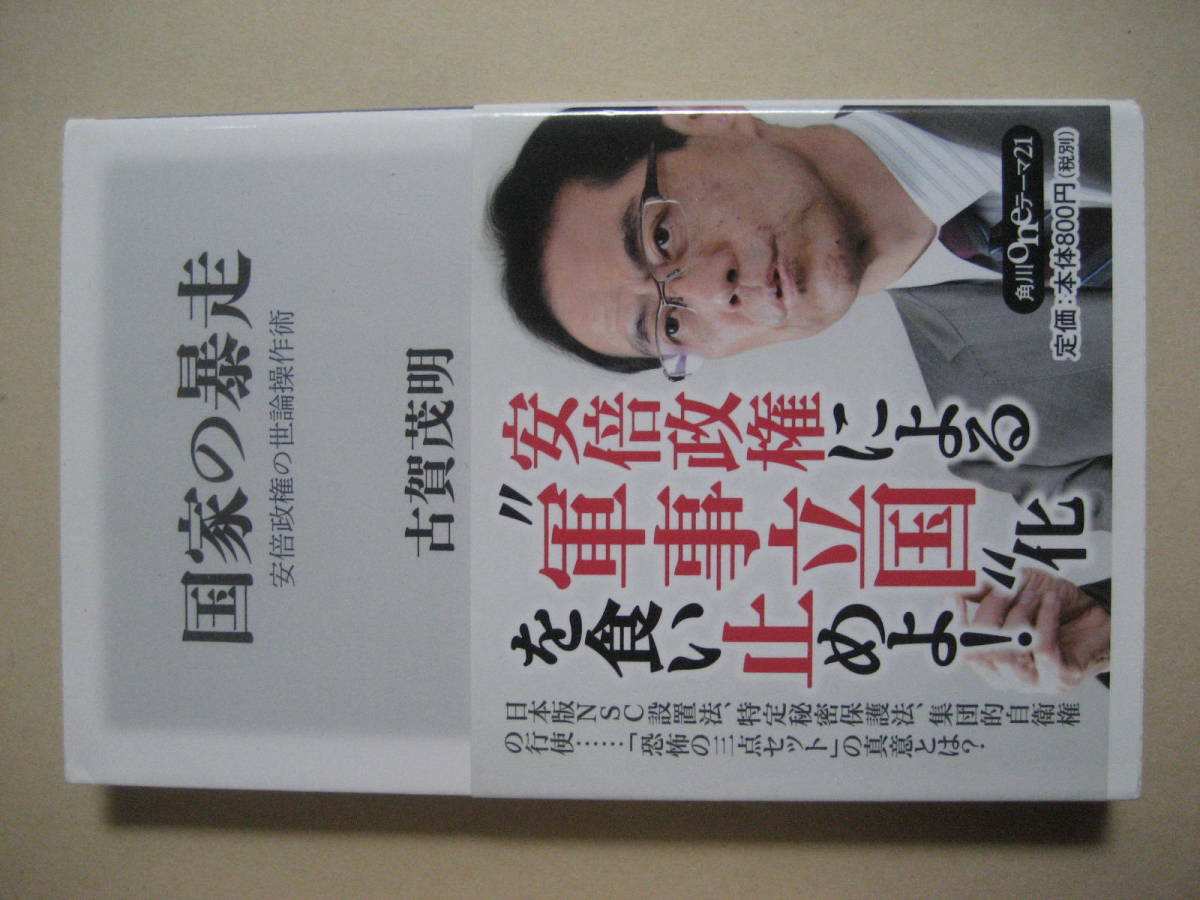 国家の暴走
安倍政権の世論操作術
古賀茂明
安倍政権による
“軍事立国”化
を食い止めよ!
日本版NSC設置法、特定秘密保護法、集団的自衛権
の行使……「恐怖の三点セット」の真意とは?
角川oneテーマ21
定価:本体800円(税別)